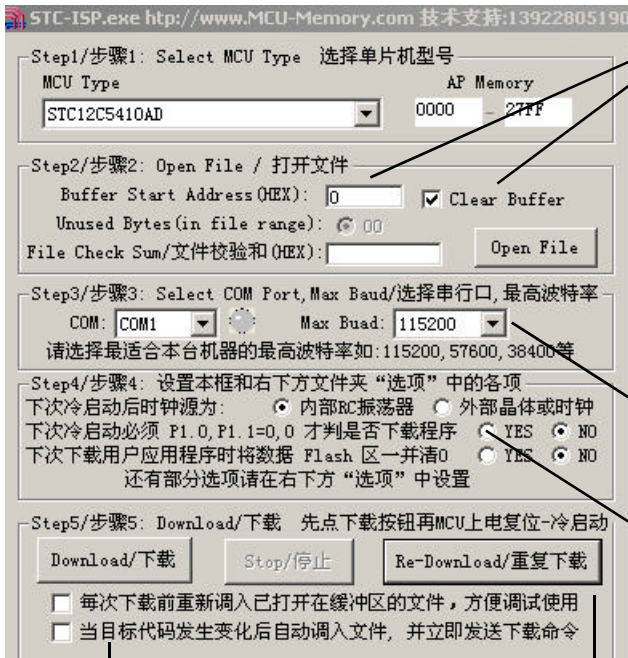 STC-ISP.exe htp://www.MCU-Memory.com 技术支持:13922805190
Step1/步骤1: Select MCU Type 选择单片机型号
MCU Type AP Memory
STC12C5410AD 0000 - 27FF
Step2/步骤2: Open File / 打开文件
Buffer Start Address(HEX): 0 Clear Buffer
Unused Bytes(in file range): 00
File Check Sum/文件校验和(HEX): Open File
Step3/步骤3: Select COM Port,Max Baud/选择串行口,最高波特率
COM: COM1 Max Buad: 115200
请选择最适合本台机器的最高波特率如:115200,57600,38400等
Step4/步骤4: 设置本框和右下方文件夹“选项”中的各项
下次冷启动后时钟源为: 内部RC振荡器 外部晶体或时钟
下次冷启动必须 P1.0,P1.1=0,0 才判是否下载程序 YES NO
下次下载用户应用程序时将数据 Flash 区一并清0 YES NO
还有部分选项请在右下方“选项”中设置
Step5/步骤5: Download/下载 先点下载按钮再MCU上电复位-冷启动
Download/下载 Stop/停止 Re-Download/重复下载
每次下载前重新调入已打开在缓冲区的文件,方便调试使用
当目标代码发生变化后自动调入文件, 并立即发送下载命令